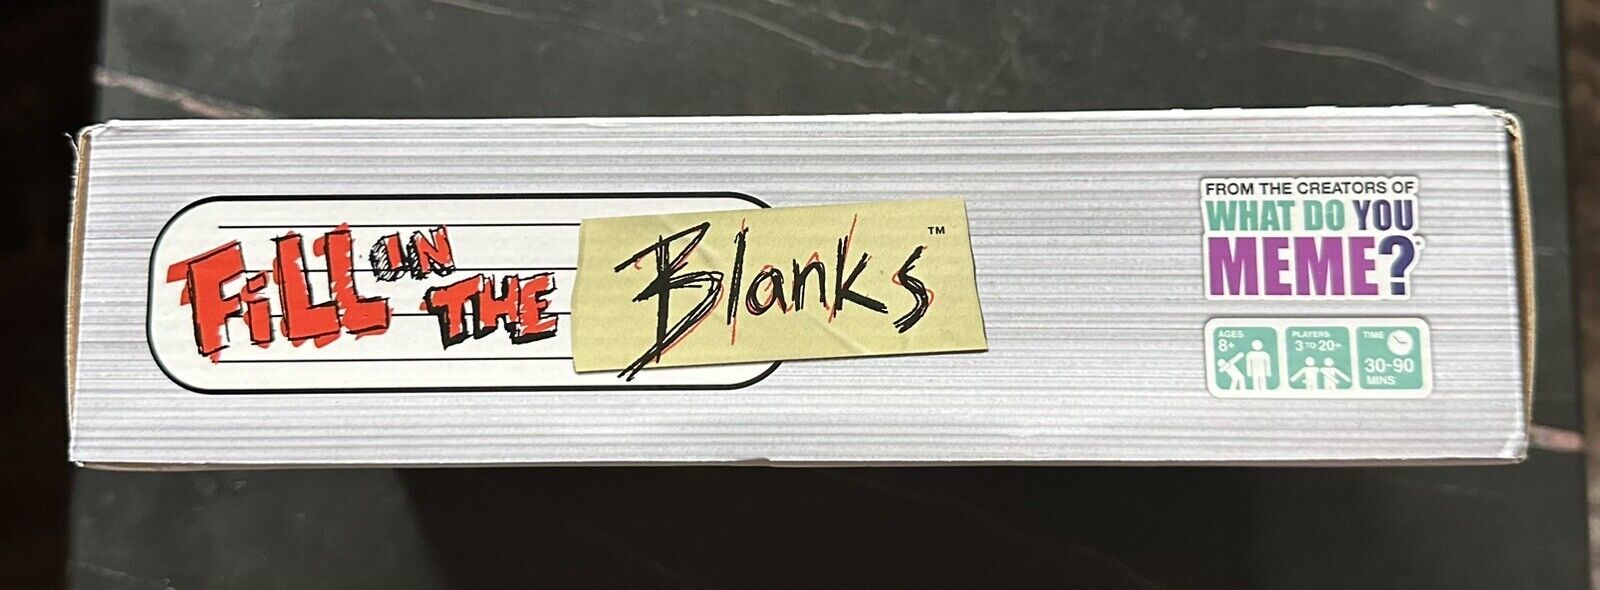 FiLL IN THE Blanks™
FROM THE CREATORS OF
WHAT DO YOU
MEME?
AGES
8+
PLAYERS
3 TO 20+
TIME
30-90
MINS